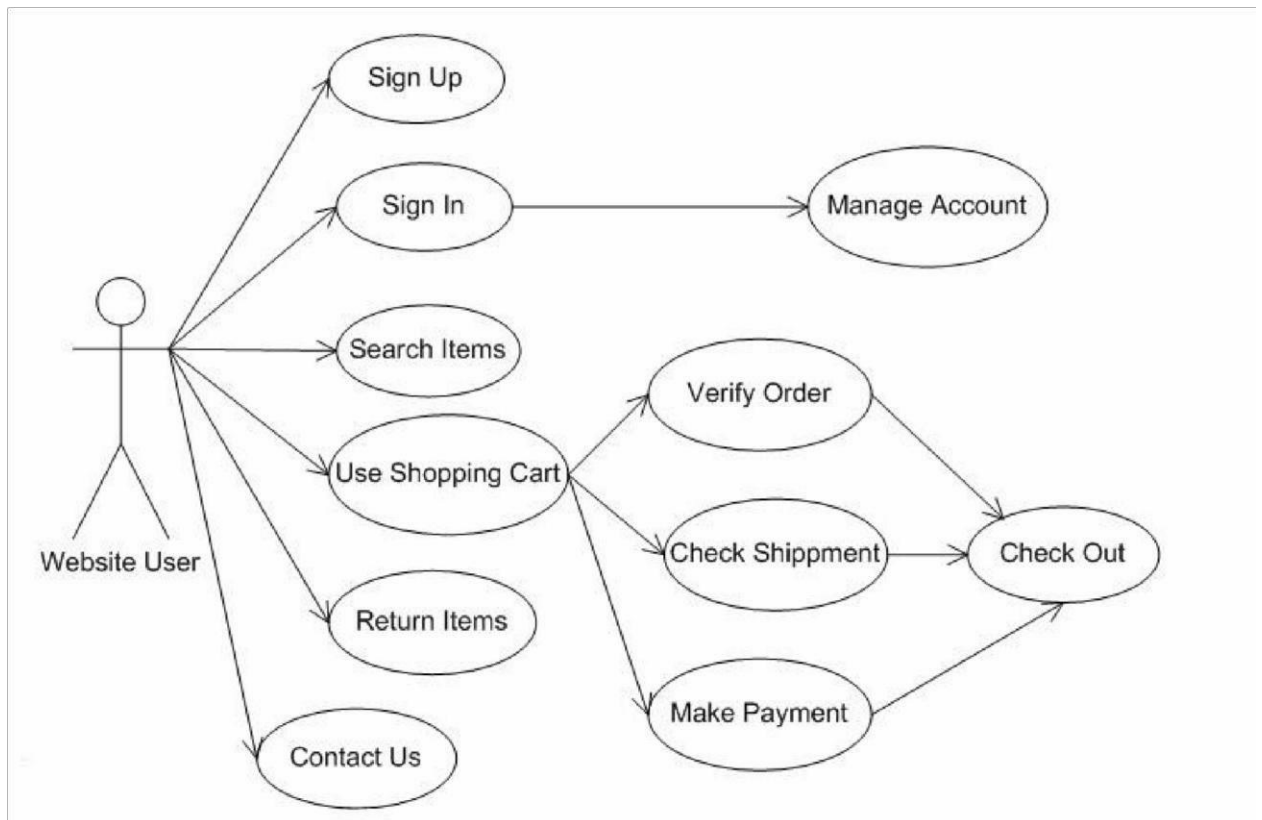 Sign Up
Sign In
Manage Account
Search Items
Verify Order
Use Shopping Cart
Check Shippment
Check Out
Website User
Return Items
Make Payment
Contact Us